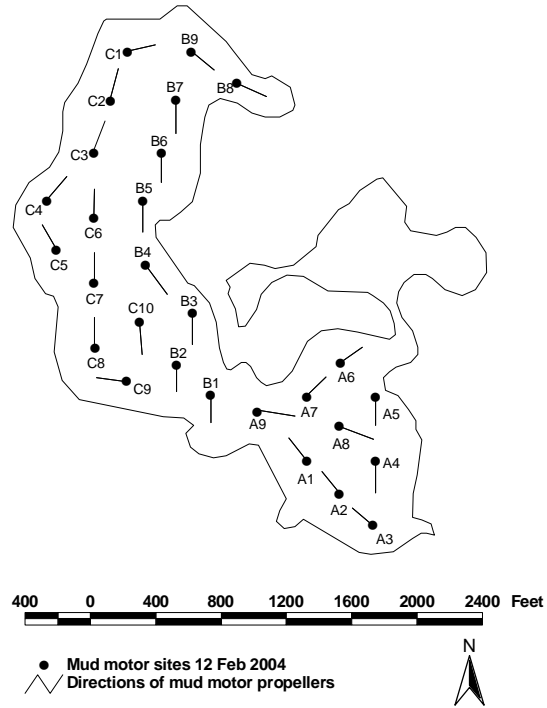 C1
B9
B8
B7
C2
B6
C3
B5
C4
C6
C5
B4
C7
C10
B3
C8
B2
C9
B1
A6
A7
A5
A9
A8
A1
A4
A2
A3
400 0 400 800 1200 1600 2000 2400 Feet
Mud motor sites 12 Feb 2004
Directions of mud motor propellers
N